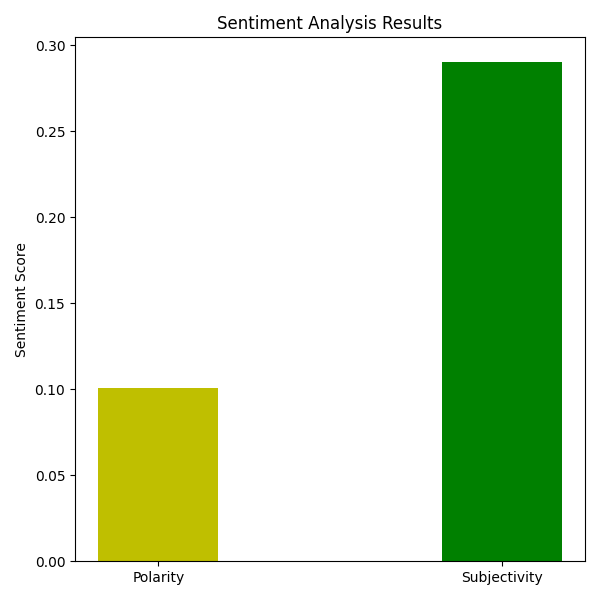 Sentiment Analysis Results
Sentiment Score
0.30
0.25
0.20
0.15
0.10
0.05
0.00
Polarity
Subjectivity